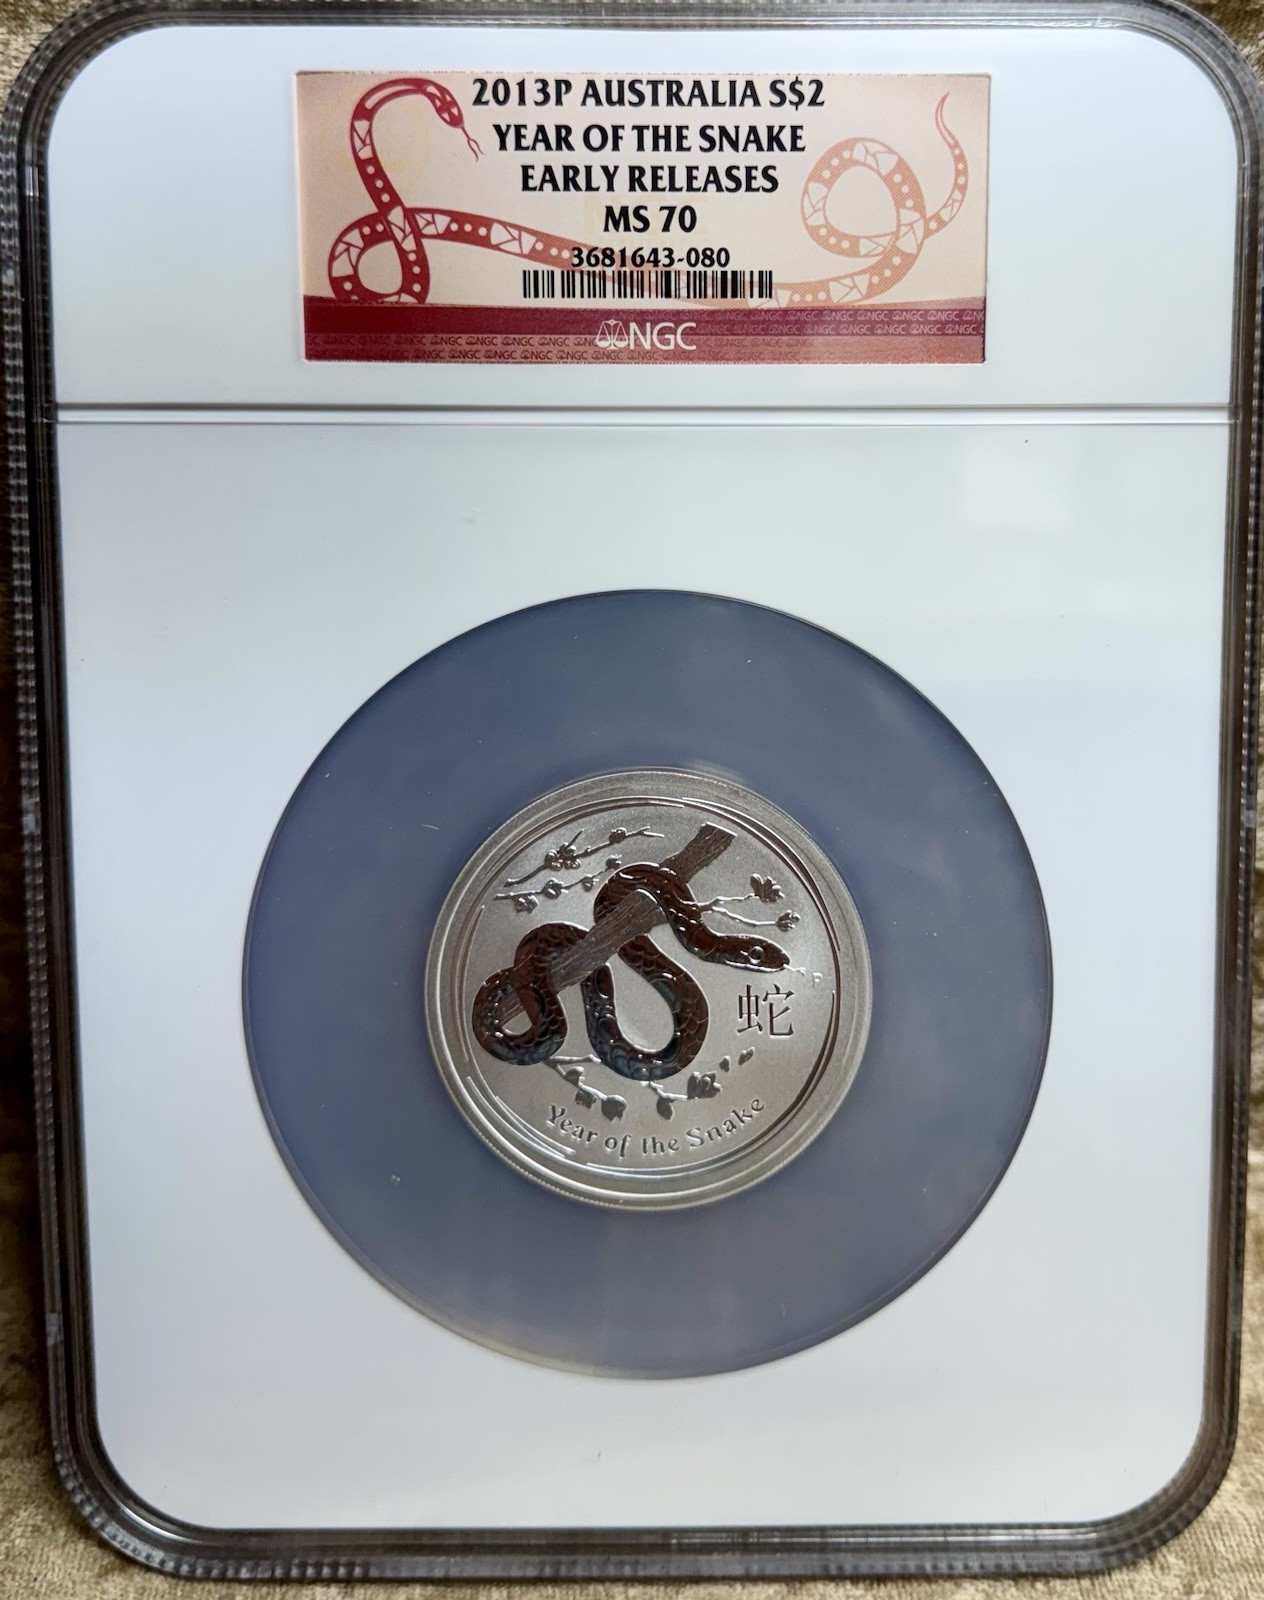 2013P AUSTRALIA S$2
YEAR OF THE SNAKE
EARLY RELEASES
MS 70
3681643-080
NGC
P
蛇
Year of the Snake